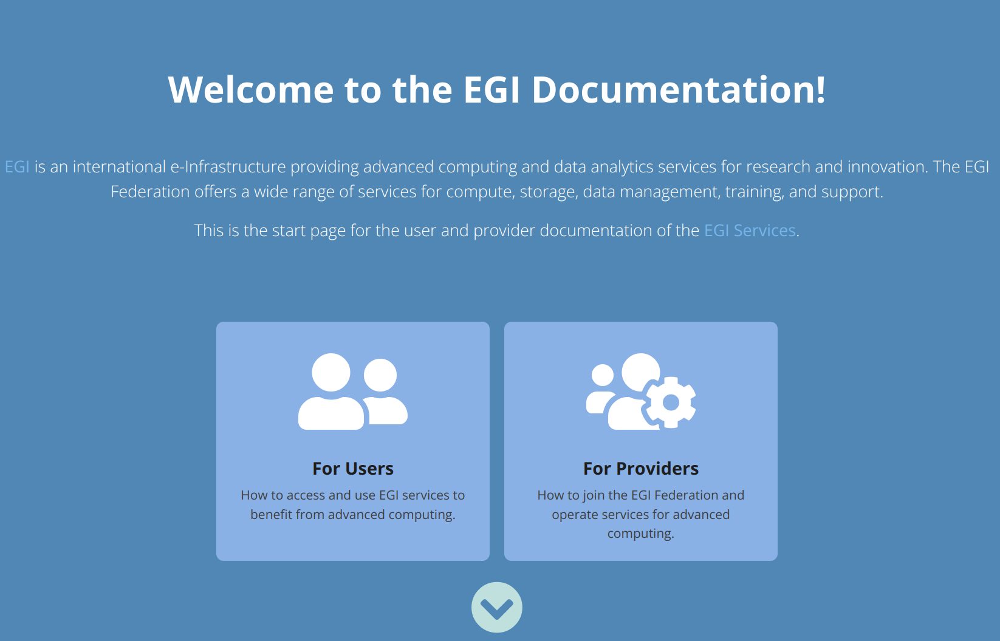 Welcome to the EGI Documentation!
EGI is an international e-Infrastructure providing advanced computing and data analytics services for research and innovation. The EGI
Federation offers a wide range of services for compute, storage, data management, training, and support.
This is the start page for the user and provider documentation of the EGI Services.
For Users
How to access and use EGI services to
benefit from advanced computing.
For Providers
How to join the EGI Federation and
operate services for advanced
computing.